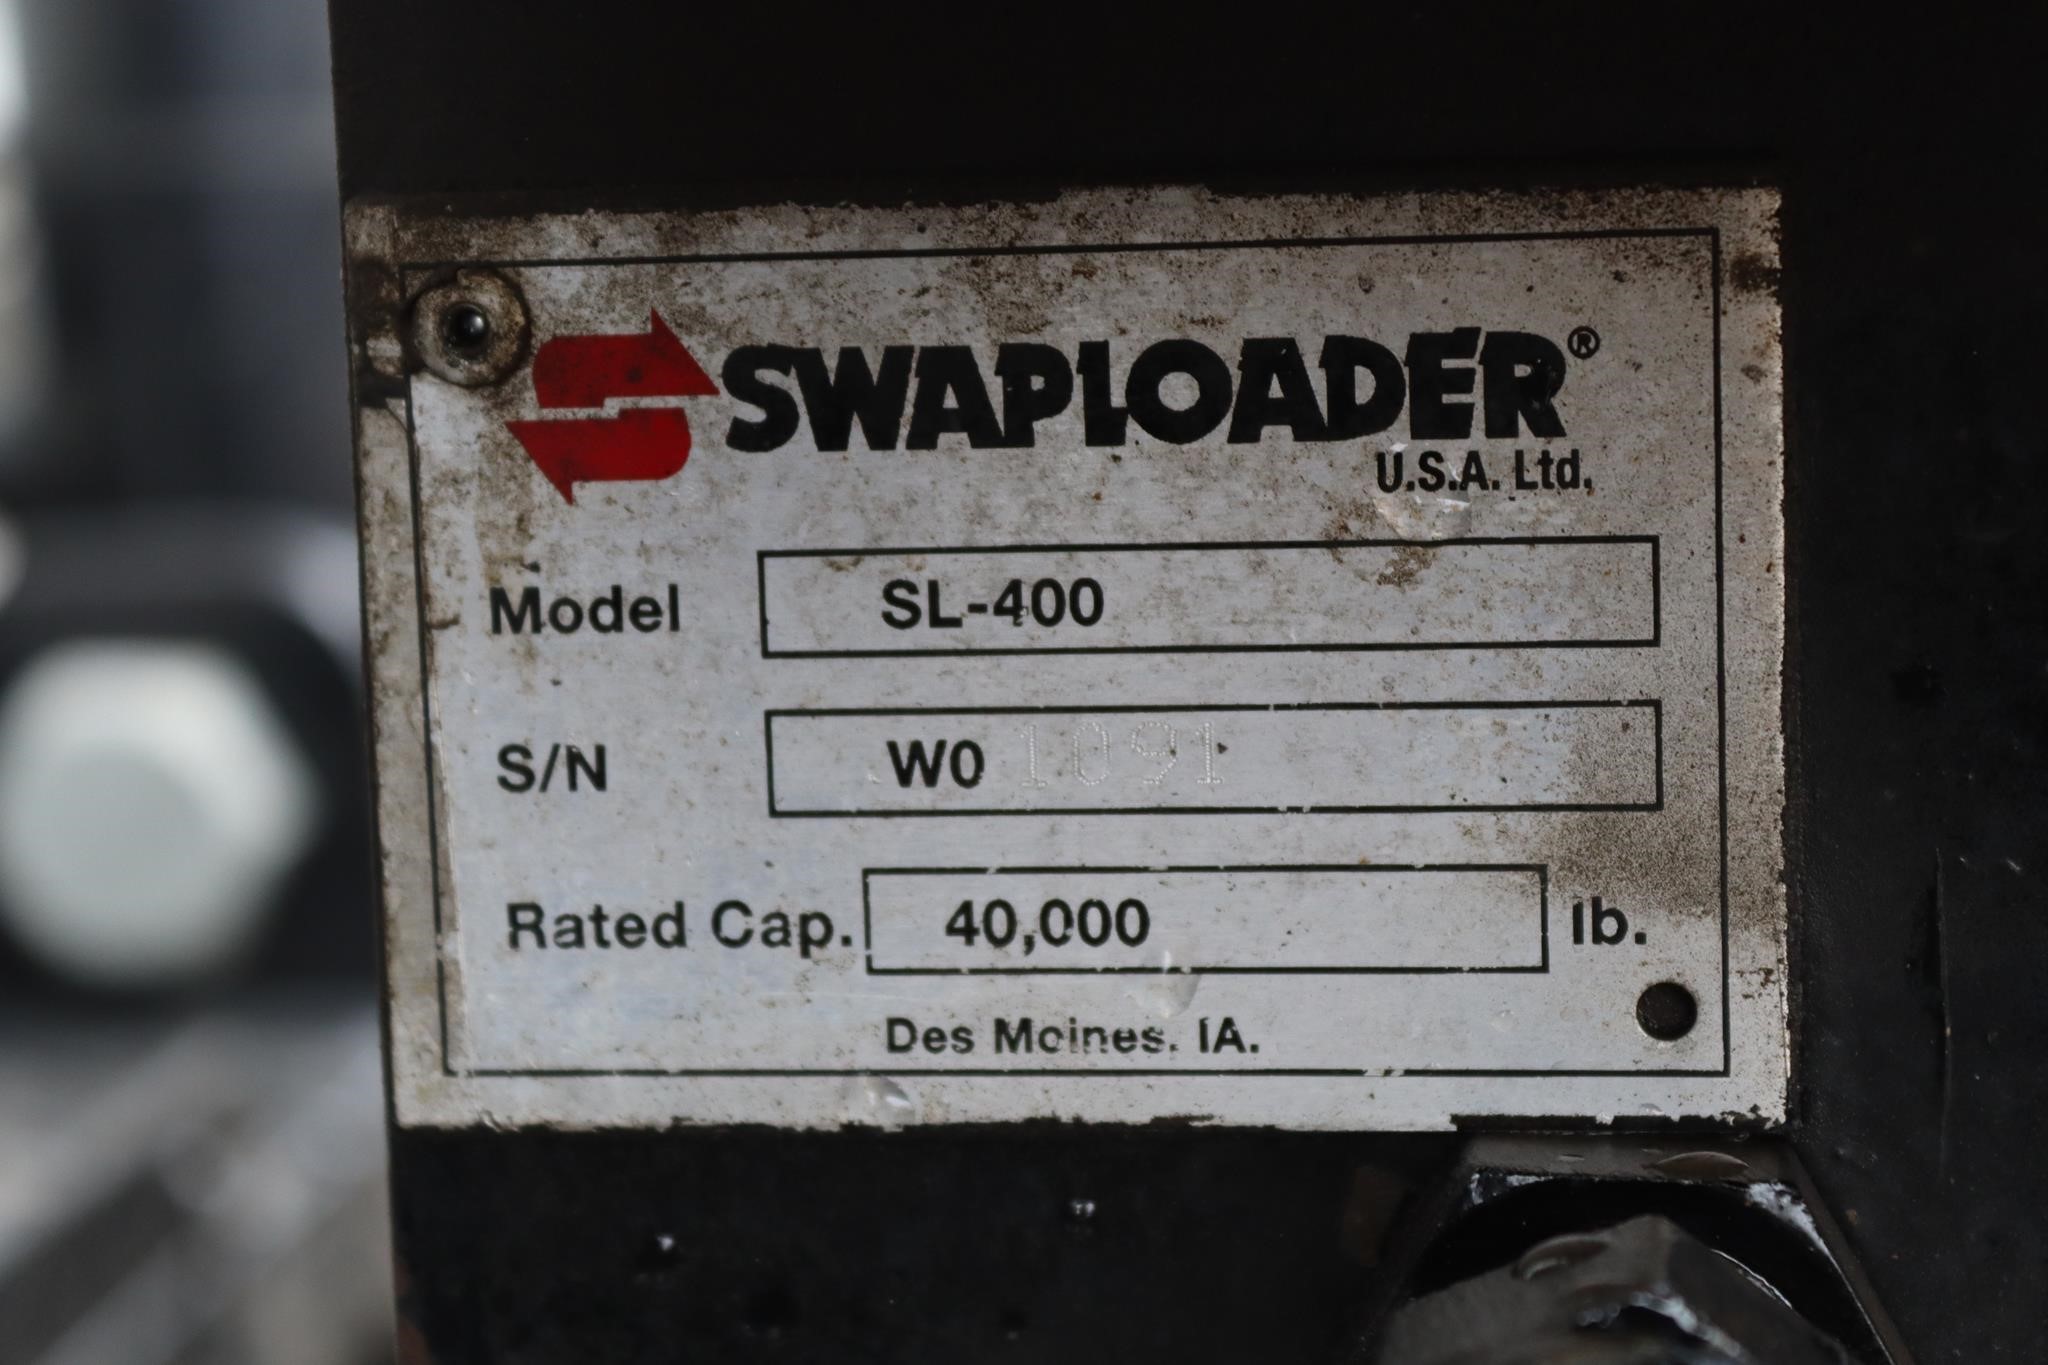 SWAPLOADER®
U.S.A. Ltd.
Model SL-400
S/N W0 1091
Rated Cap. 40,000 lb.
Des Moines, IA.